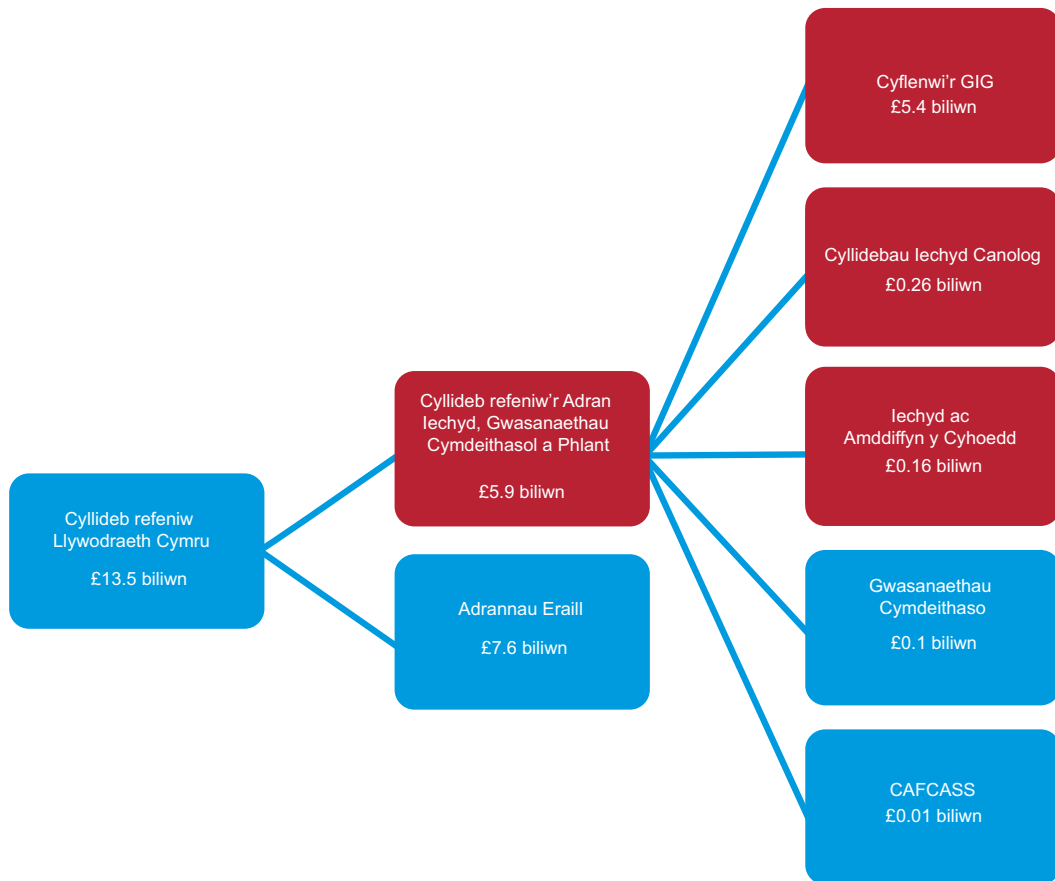 Cyllideb refeniw
Llywodraeth Cymru
£13.5 biliwn
Cyllideb refeniw'r Adran
Iechyd, Gwasanaethau
Cymdeithasol a Phlant
£5.9 biliwn
Adrannau Eraill
£7.6 biliwn
Cyflenwi'r GIG
£5.4 biliwn
Cyllidebau Iechyd Canolog
£0.26 biliwn
Iechyd ac
Amddiffyn y Cyhoedd
£0.16 biliwn
Gwasanaethau
Cymdeithaso
£0.1 biliwn
CAFCASS
£0.01 biliwn